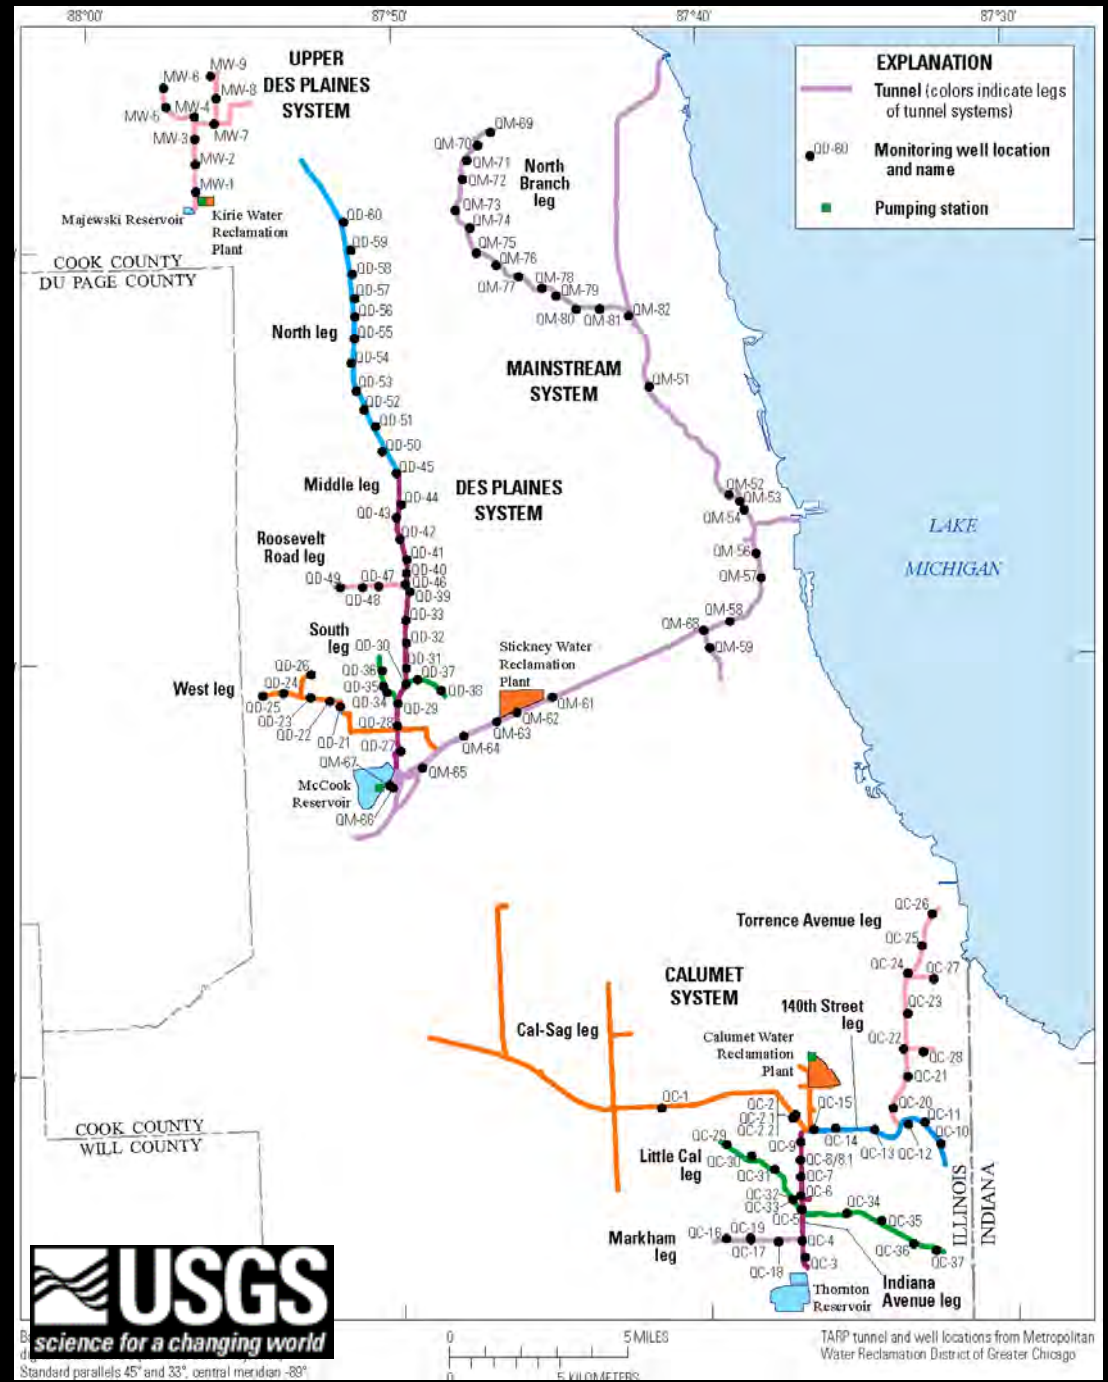 88°00'
87°50'
87°40'
87°30'
UPPER
DES PLAINES
SYSTEM
MW-9
MW-6
MW-8
MW-4
MW-5
MW-7
MW-3
MW-2
MW-1
Majewski Reservoir
Kirie Water
Reclamation
Plant
COOK COUNTY
DU PAGE COUNTY
EXPLANATION
Tunnel (colors indicate legs
of tunnel systems)
QD-60
Monitoring well location
and name
Pumping station
QM-69
QM-70
QM-71
QM-72
North
Branch
leg
QM-73
QM-74
QM-75
QM-76
QM-77
QM-78
QM-79
QM-80
QM-81
QM-82
MAINSTREAM
SYSTEM
QM-51
QM-52
QM-53
QM-54
QM-56
QM-57
QM-58
QM-68
QM-59
QM-61
QM-62
QM-63
QM-64
QM-65
QM-67
QM-66
Stickney Water
Reclamation
Plant
LAKE
MICHIGAN
QD-60
QD-59
QD-58
QD-57
QD-56
North leg
QD-55
QD-54
QD-53
QD-52
QD-51
QD-50
QD-45
Middle leg
DES PLAINES
SYSTEM
QD-44
QD-43
QD-42
QD-41
Roosevelt
Road leg
QD-40
QD-49
QD-47
QD-46
QD-48
QD-39
QD-33
South
leg
QD-32
QD-30
QD-31
QD-36
QD-37
QD-35
QD-38
QD-34
QD-29
West leg
QD-26
QD-24
QD-25
QD-23
QD-22
QD-21
QD-28
QD-27
McCook
Reservoir
CALUMET
SYSTEM
Torrence Avenue leg
QC-26
QC-25
QC-24
QC-27
QC-23
QC-22
QC-28
QC-21
QC-20
140th Street
leg
Calumet Water
Reclamation
Plant
Cal-Sag leg
QC-1
QC-2
QC-2.1
QC-2.2
QC-15
QC-14
QC-13
QC-12
QC-11
QC-10
QC-9
QC-8/8.1
QC-7
QC-6
QC-5
QC-4
QC-3
Little Cal
leg
QC-29
QC-30
QC-31
QC-32
QC-33
QC-34
QC-35
QC-36
QC-37
Markham
leg
QC-16
QC-19
QC-17
QC-18
Indiana
Avenue leg
Thornton
Reservoir
ILLINOIS
INDIANA
COOK COUNTY
WILL COUNTY
USGS
science for a changing world
Standard parallels 45° and 33°, central meridian -89°
0 5 MILES
0 5 KILOMETERS
TARP tunnel and well locations from Metropolitan
Water Reclamation District of Greater Chicago